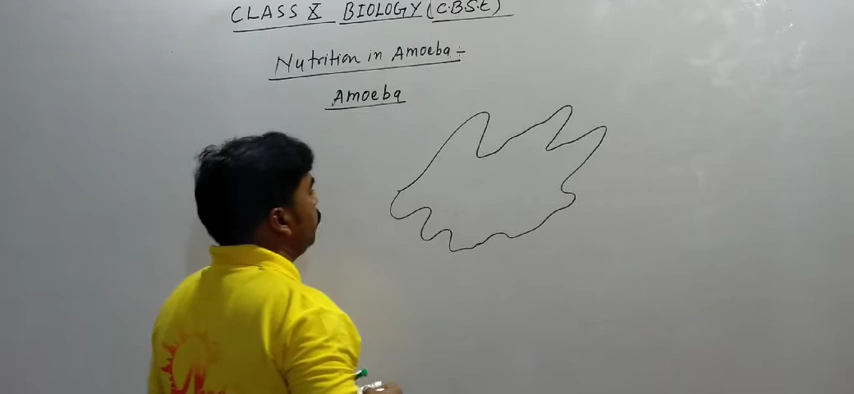 CLASS X BIOLOGY (C.B.S.E)
Nutrition in Amoeba :-
Amoeba